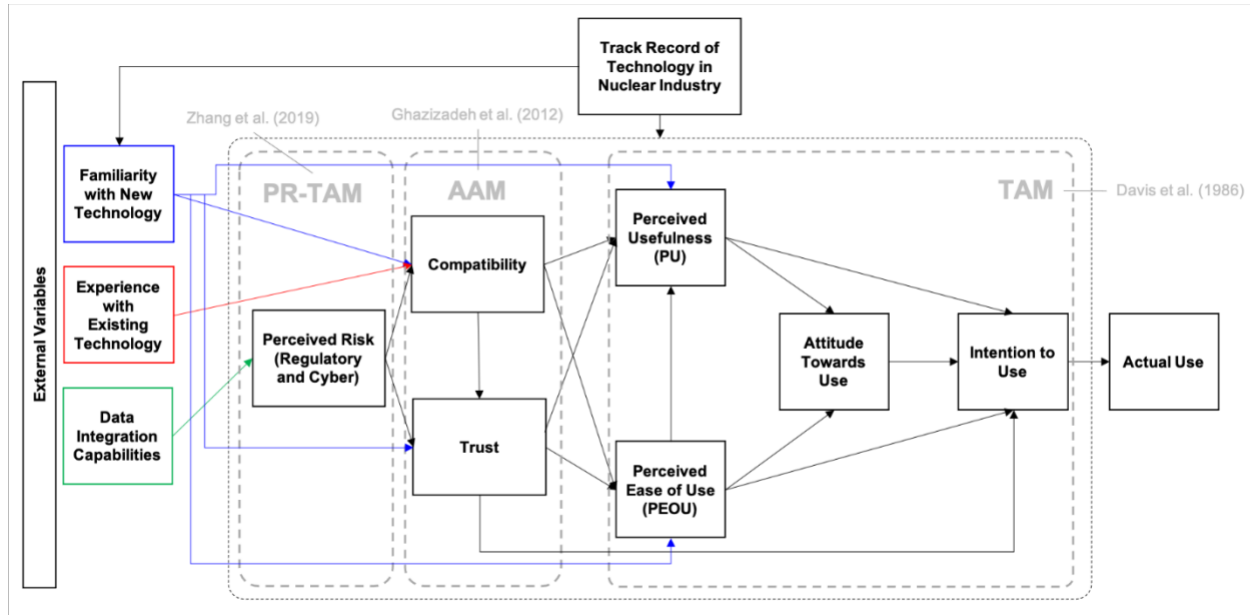 Track Record of
Technology in
Nuclear Industry
External Variables
Zhang et al. (2019)
Ghazizadeh et al. (2012)
Davis et al. (1986)
PR-TAM
AAM
TAM
Familiarity
with New
Technology
Experience
with
Existing
Technology
Data
Integration
Capabilities
Perceived Risk
(Regulatory
and Cyber)
Compatibility
Trust
Perceived
Usefulness
(PU)
Perceived
Ease of Use
(PEOU)
Attitude
Towards
Use
Intention to
Use
Actual Use